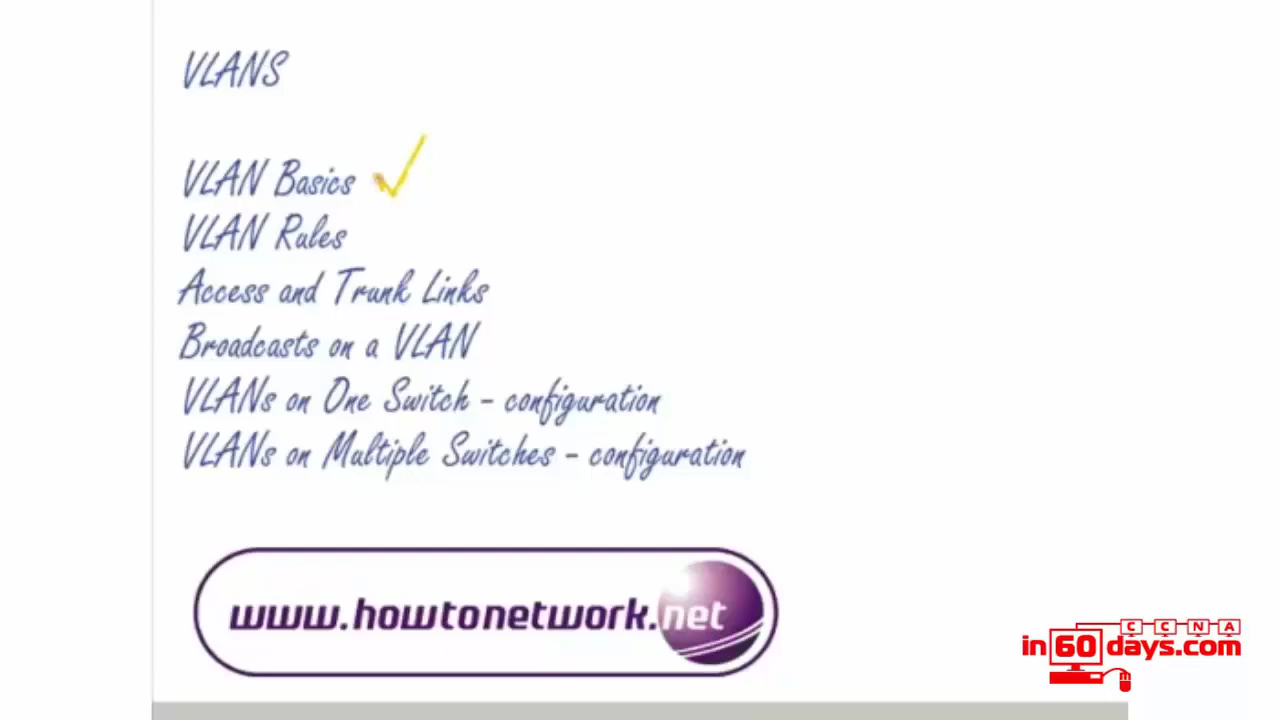 VLANS
VLAN Basics
VLAN Rules
Access and Trunk Links
Broadcasts on a VLAN
VLANs on One Switch - configuration
VLANs on Multiple Switches - configuration
www.howtonetwork.net
CCNA
in60days.com